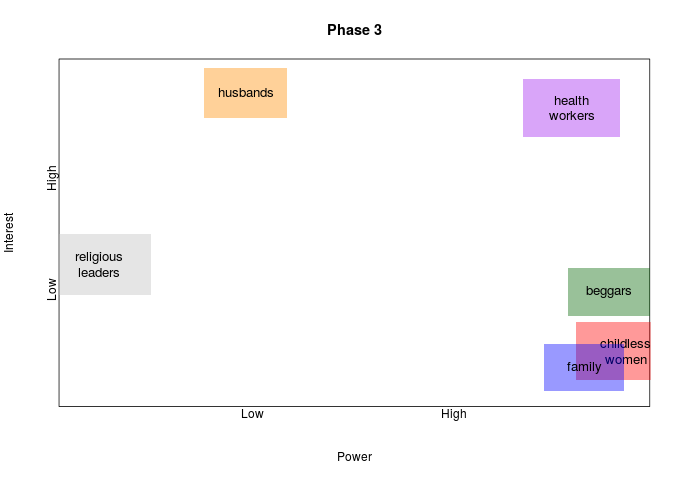 Phase 3
husbands
health
workers
High
Interest
religious
leaders
Low
beggars
childless
women
family
Low
High
Power